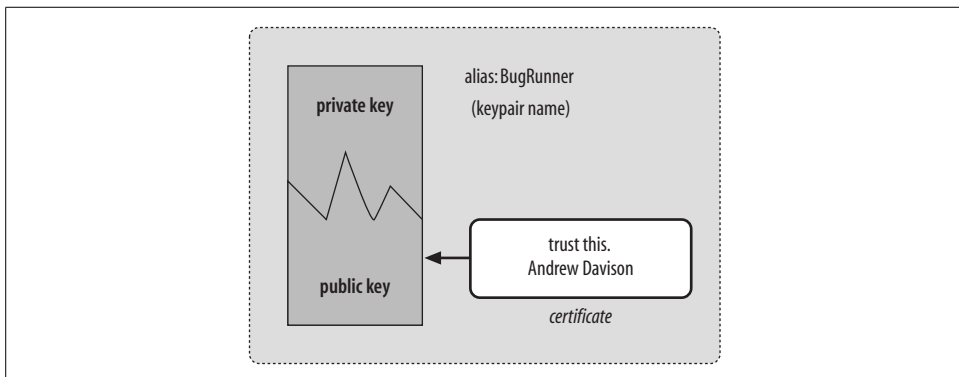 private key
alias: BugRunner
(keypair name)
trust this.
Andrew Davison
public key
certificate